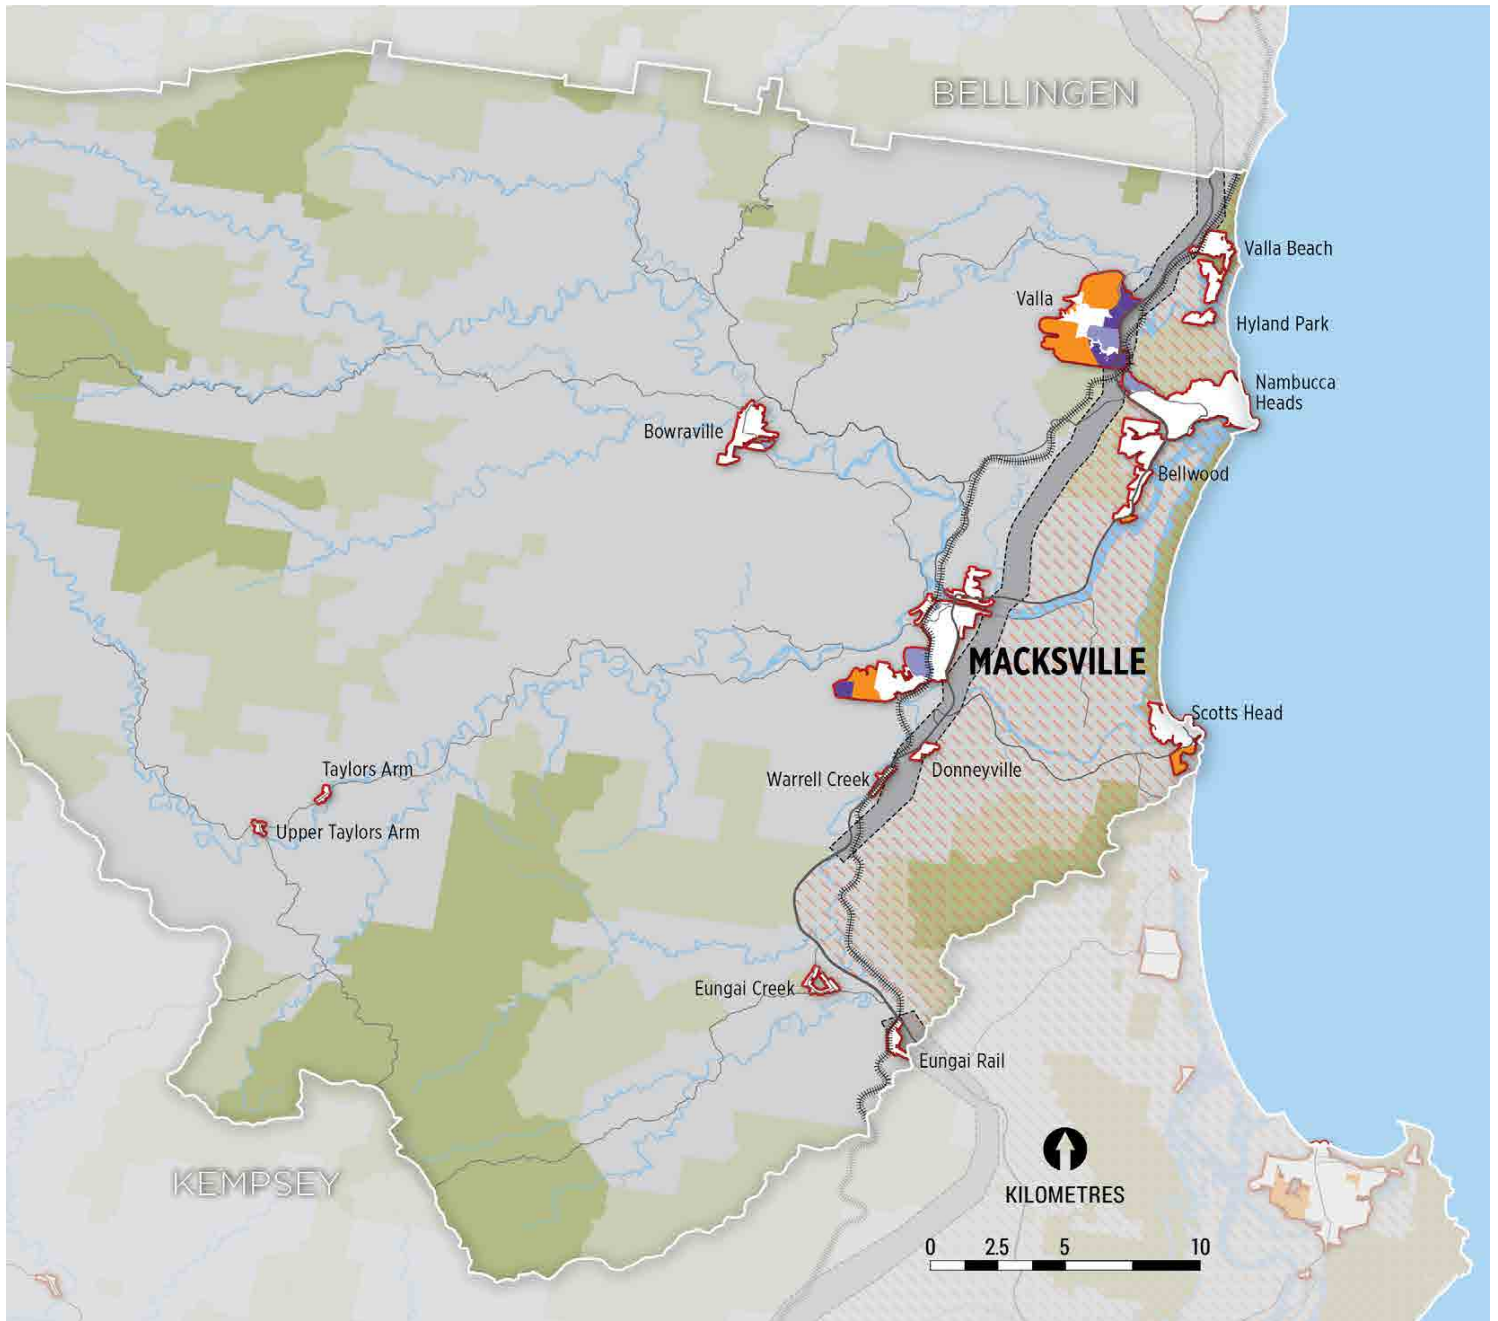 BELLINGEN
Valla Beach
Valla
Hyland Park
Nambucca
Heads
Bowraville
Bellwood
MACKSVILLE
Scotts Head
Taylors Arm
Warrell Creek
Donneyville
Upper Taylors Arm
Eungai Creek
Eungai Rail
KEMPSEY
KILOMETRES
0 2.5 5 10